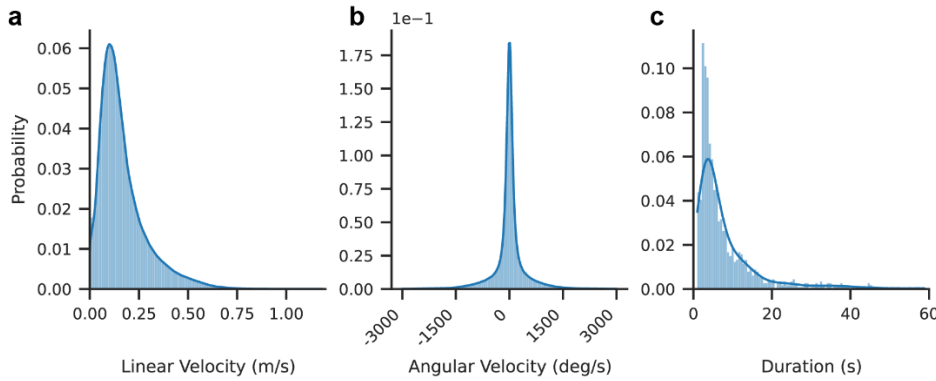 a
0.06
0.05
0.04
0.03
0.02
0.01
0.00
Probability
0.00 0.25 0.50 0.75 1.00
Linear Velocity (m/s)
b
1e−1
1.75
1.50
1.25
1.00
0.75
0.50
0.25
0.00
-3000 -1500 0 1500 3000
Angular Velocity (deg/s)
c
0.10
0.08
0.06
0.04
0.02
0.00
0 20 40 60
Duration (s)